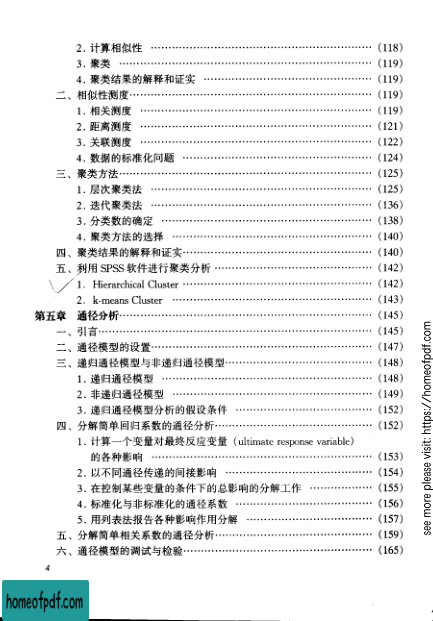 2. 计算相似性 ……………………………………… (118)
3. 聚类 ……………………………………… (119)
4. 聚类结果的解释和证实 ……………………………………… (119)
二、相似性测度……………………………………… (119)
1. 相关测度 ……………………………………… (119)
2. 距离测度 ……………………………………… (121)
3. 关联测度 ……………………………………… (122)
4. 数据的标准化问题 ……………………………………… (124)
三、聚类方法……………………………………… (125)
1. 层次聚类法 ……………………………………… (125)
2. 迭代聚类法 ……………………………………… (136)
3. 分类数的确定 ……………………………………… (138)
4. 聚类方法的选择 ……………………………………… (140)
四、聚类结果的解释和证实……………………………………… (140)
五、利用 SPSS 软件进行聚类分析 ……………………………………… (142)
1. Hierarchical Cluster ……………………………………… (142)
2. k-means Cluster ……………………………………… (143)
第五章 通径分析……………………………………… (145)
一、引言……………………………………… (145)
二、通径模型的设置……………………………………… (147)
三、递归通径模型与非递归通径模型……………………………………… (148)
1. 递归通径模型 ……………………………………… (148)
2. 非递归通径模型 ……………………………………… (149)
3. 递归通径模型分析的假设条件 ……………………………………… (152)
四、分解简单回归系数的通径分析……………………………………… (152)
1. 计算一个变量对最终反应变量（ultimate response variable）
的各种影响 ……………………………………… (153)
2. 以不同通径传递的间接影响 ……………………………………… (154)
3. 在控制某些变量的条件下的总影响的分解工作 ……………………………………… (155)
4. 标准化与非标准化的通径系数 ……………………………………… (156)
5. 用列表法报告各种影响作用分解 ……………………………………… (157)
五、分解简单相关系数的通径分析……………………………………… (159)
六、通径模型的调试与检验……………………………………… (165)
4
homeofpdf.com
see more please visit: https://homeofpdf.com